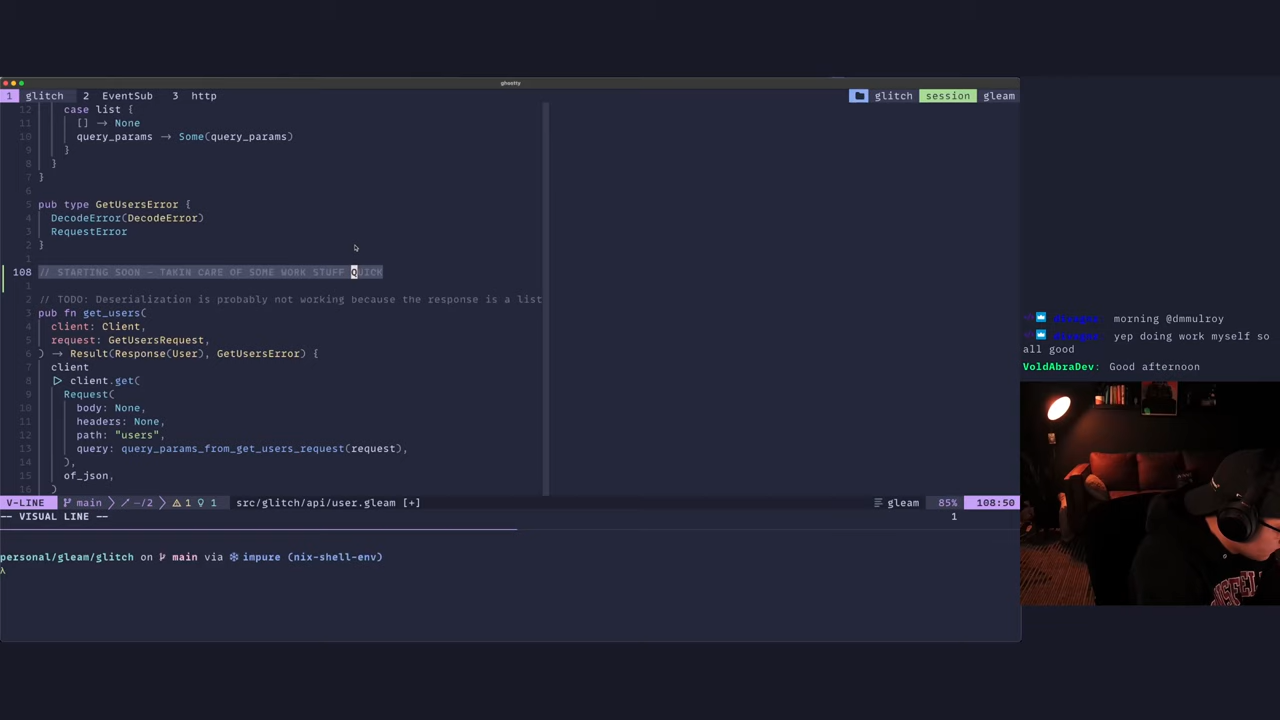 ghostty
1 glitch 2 EventSub 3 http
glitch session gleam
12 case list {
11 [] → None
10 query_params → Some(query_params)
9 }
8 }
7 }
6
5 pub type GetUsersError {
4 DecodeError(DecodeError)
3 RequestError
2 }
1
108 // STARTING SOON - TAKIN CARE OF SOME WORK STUFF QUICK
1
2 // TODO: Deserialization is probably not working because the response is a list
3 pub fn get_users(
4 client: Client,
5 request: GetUsersRequest,
6 ) → Result(Response(User), GetUsersError) {
7 client
8 ▷ client.get(
9 Request(
10 body: None,
11 headers: None,
12 path: "users",
13 query: query_params_from_get_users_request(request),
14 ),
15 of_json,
16 )
V-LINE main ~/2 1 1 src/glitch/api/user.gleam [+] gleam 85% 108:50
-- VISUAL LINE -- 1
personal/gleam/glitch on main via impure (nix-shell-env)
λ
morning @dmmulroy
yep doing work myself so
all good
VoldAbraDev: Good afternoon